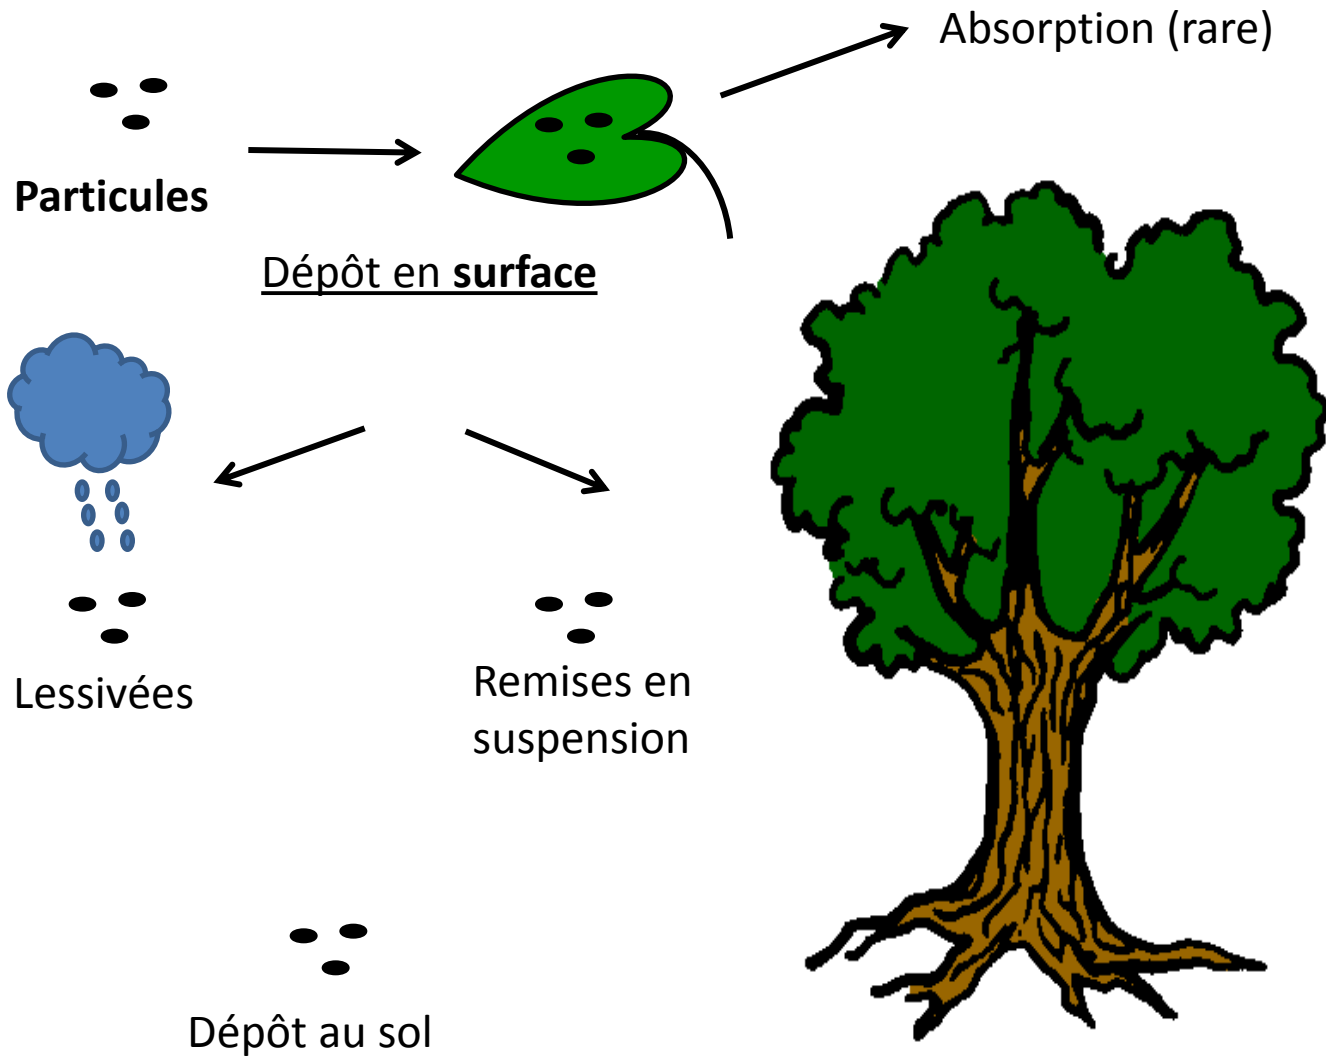 Absorption (rare)
Particules
Dépôt en surface
Lessivées
Remises en
suspension
Dépôt au sol